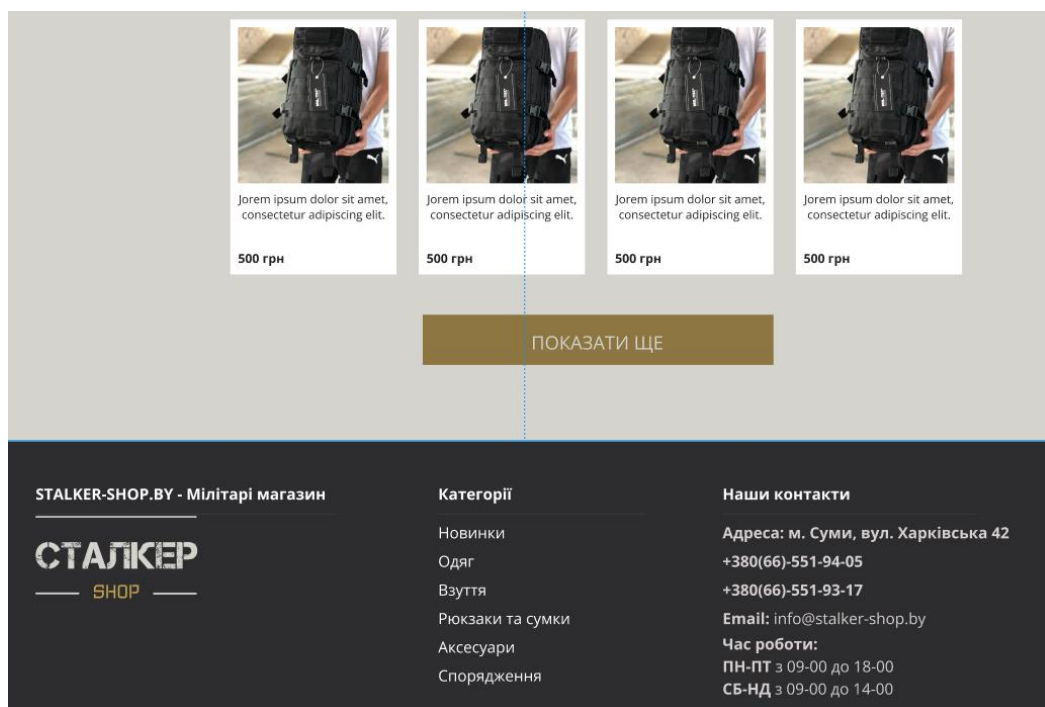 Jorem ipsum dolor sit amet,
consectetur adipiscing elit.
500 грн
Jorem ipsum dolor sit amet,
consectetur adipiscing elit.
500 грн
Jorem ipsum dolor sit amet,
consectetur adipiscing elit.
500 грн
Jorem ipsum dolor sit amet,
consectetur adipiscing elit.
500 грн
ПОКАЗАТИ ЩЕ
STALKER-SHOP.BY - Мілітарі магазин
СТАЛКЕР
SHOP
Категорії
Новинки
Одяг
Взуття
Рюкзаки та сумки
Аксесуари
Спорядження
Наши контакти
Адреса: м. Суми, вул. Харківська 42
+380(66)-551-94-05
+380(66)-551-93-17
Email: info@stalker-shop.by
Час роботи:
ПН-ПТ з 09-00 до 18-00
СБ-НД з 09-00 до 14-00